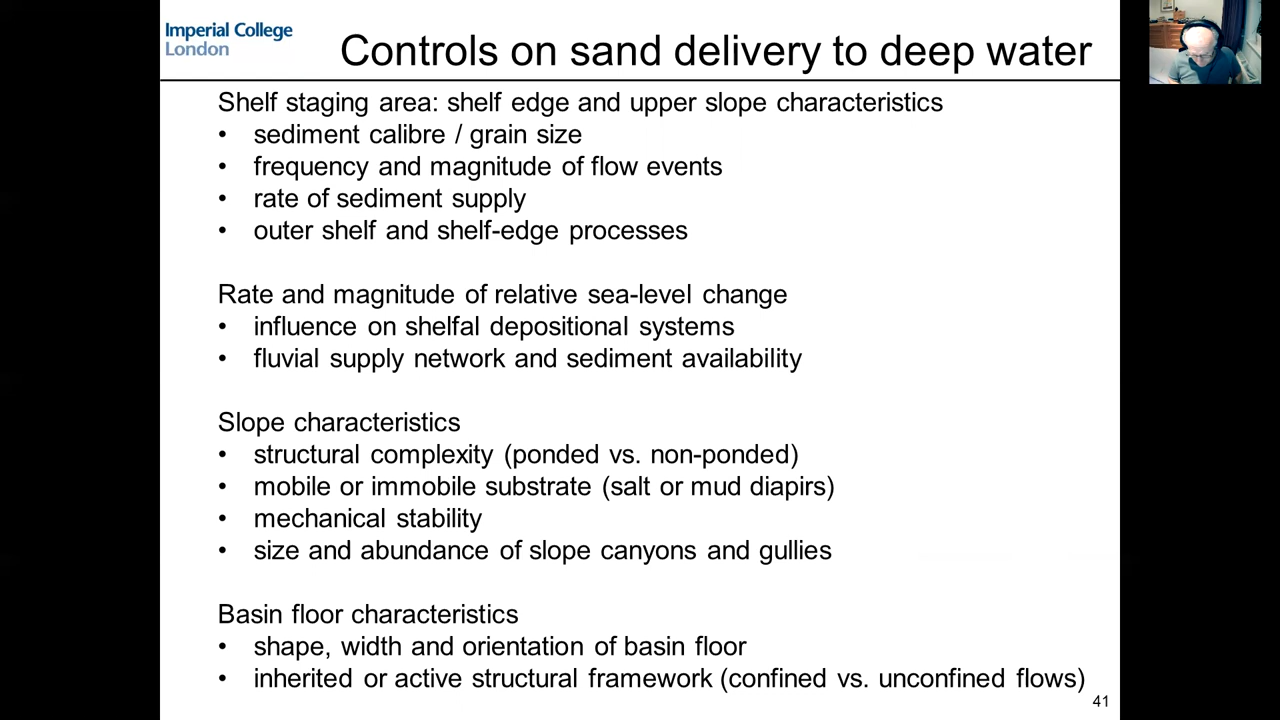 Imperial College
London
Controls on sand delivery to deep water
Shelf staging area: shelf edge and upper slope characteristics
• sediment calibre / grain size
• frequency and magnitude of flow events
• rate of sediment supply
• outer shelf and shelf-edge processes
Rate and magnitude of relative sea-level change
• influence on shelfal depositional systems
• fluvial supply network and sediment availability
Slope characteristics
• structural complexity (ponded vs. non-ponded)
• mobile or immobile substrate (salt or mud diapirs)
• mechanical stability
• size and abundance of slope canyons and gullies
Basin floor characteristics
• shape, width and orientation of basin floor
• inherited or active structural framework (confined vs. unconfined flows)
41